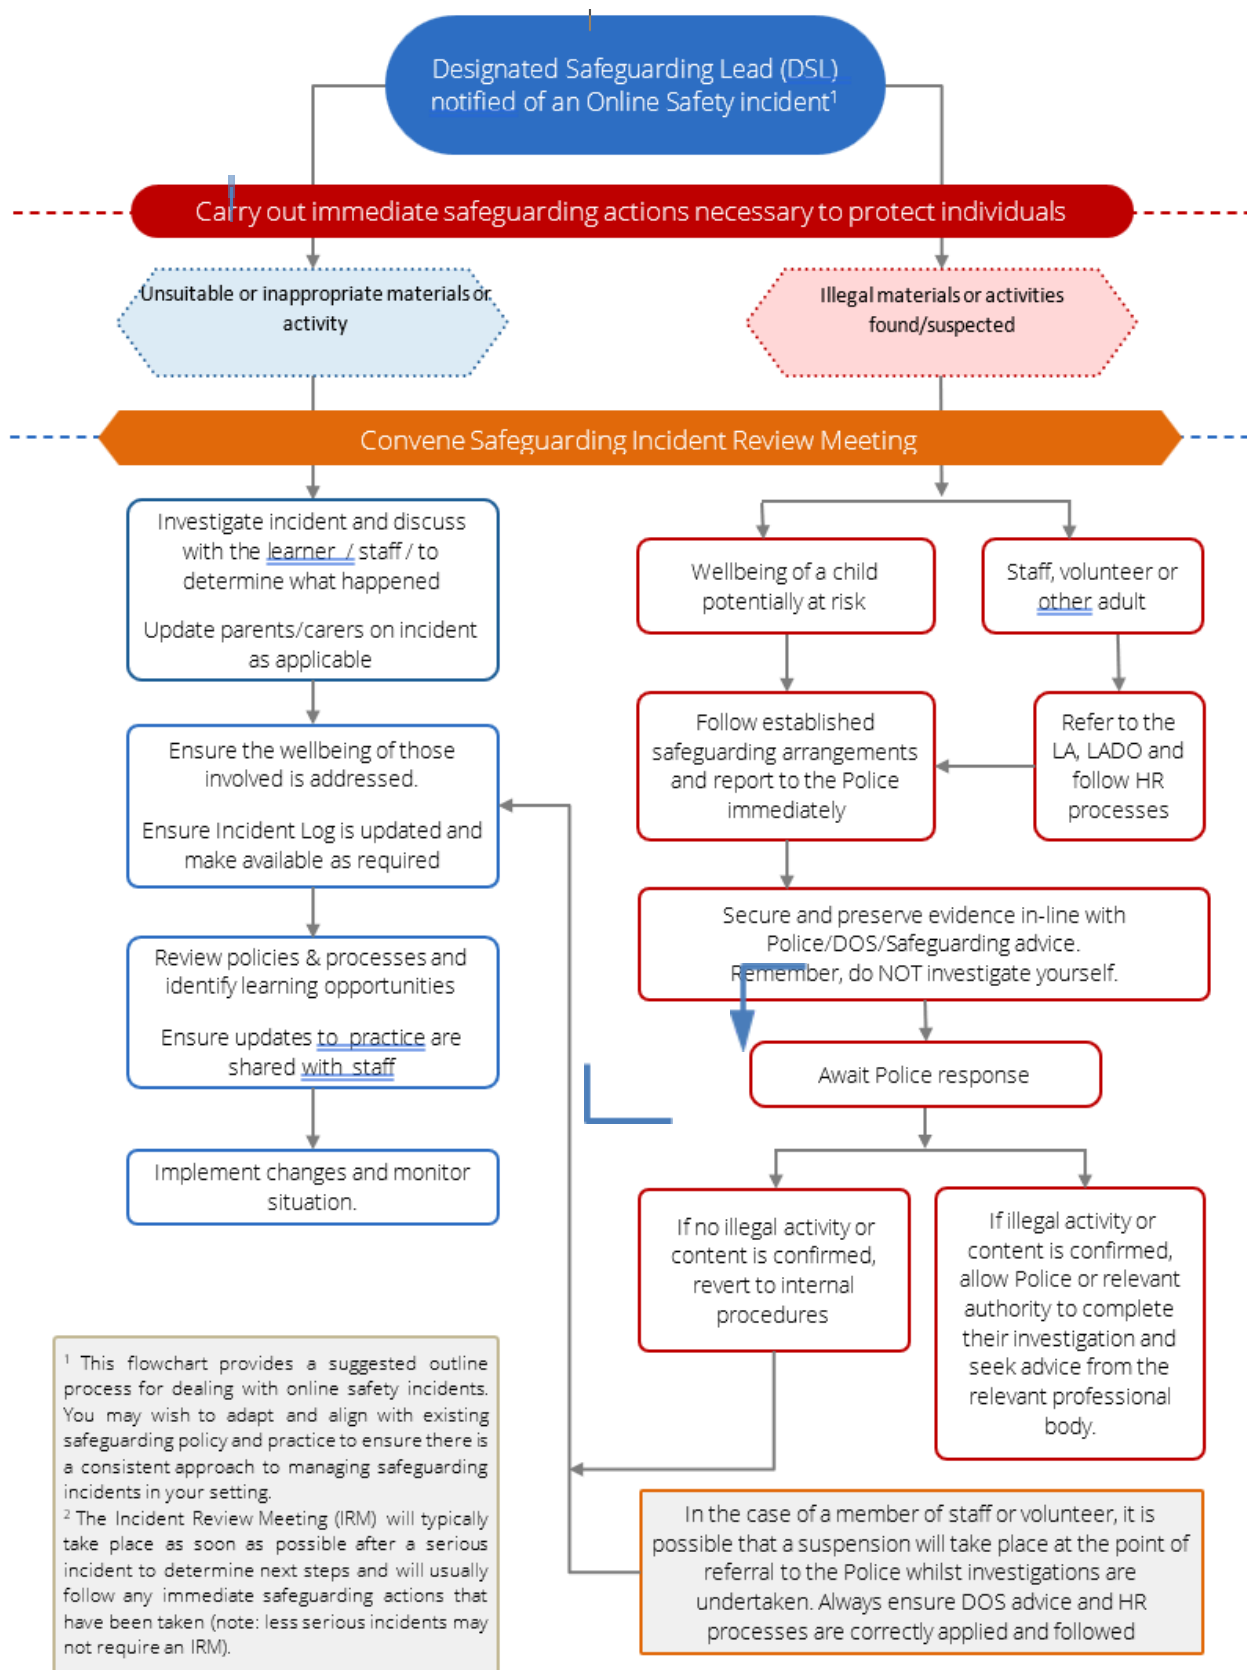 Designated Safeguarding Lead (DSL)
notified of an Online Safety incident¹
Carry out immediate safeguarding actions necessary to protect individuals
Unsuitable or inappropriate materials or
activity
Illegal materials or activities
found/suspected
Convene Safeguarding Incident Review Meeting
Investigate incident and discuss
with the learner / staff / to
determine what happened
Update parents/carers on incident
as applicable
Ensure the wellbeing of those
involved is addressed.
Ensure Incident Log is updated and
make available as required
Review policies & processes and
identify learning opportunities
Ensure updates to practice are
shared with staff
Implement changes and monitor
situation.
Wellbeing of a child
potentially at risk
Staff, volunteer or
other adult
Follow established
safeguarding arrangements
and report to the Police
immediately
Refer to the
LA, LADO and
follow HR
processes
Secure and preserve evidence in-line with
Police/DOS/Safeguarding advice.
Remember, do NOT investigate yourself.
Await Police response
If no illegal activity or
content is confirmed,
revert to internal
procedures
If illegal activity or
content is confirmed,
allow Police or relevant
authority to complete
their investigation and
seek advice from the
relevant professional
body.
In the case of a member of staff or volunteer, it is
possible that a suspension will take place at the point of
referral to the Police whilst investigations are
undertaken. Always ensure DOS advice and HR
processes are correctly applied and followed
¹ This flowchart provides a suggested outline
process for dealing with online safety incidents.
You may wish to adapt and align with existing
safeguarding policy and practice to ensure there is
a consistent approach to managing safeguarding
incidents in your setting.
² The Incident Review Meeting (IRM) will typically
take place as soon as possible after a serious
incident to determine next steps and will usually
follow any immediate safeguarding actions that
have been taken (note: less serious incidents may
not require an IRM).